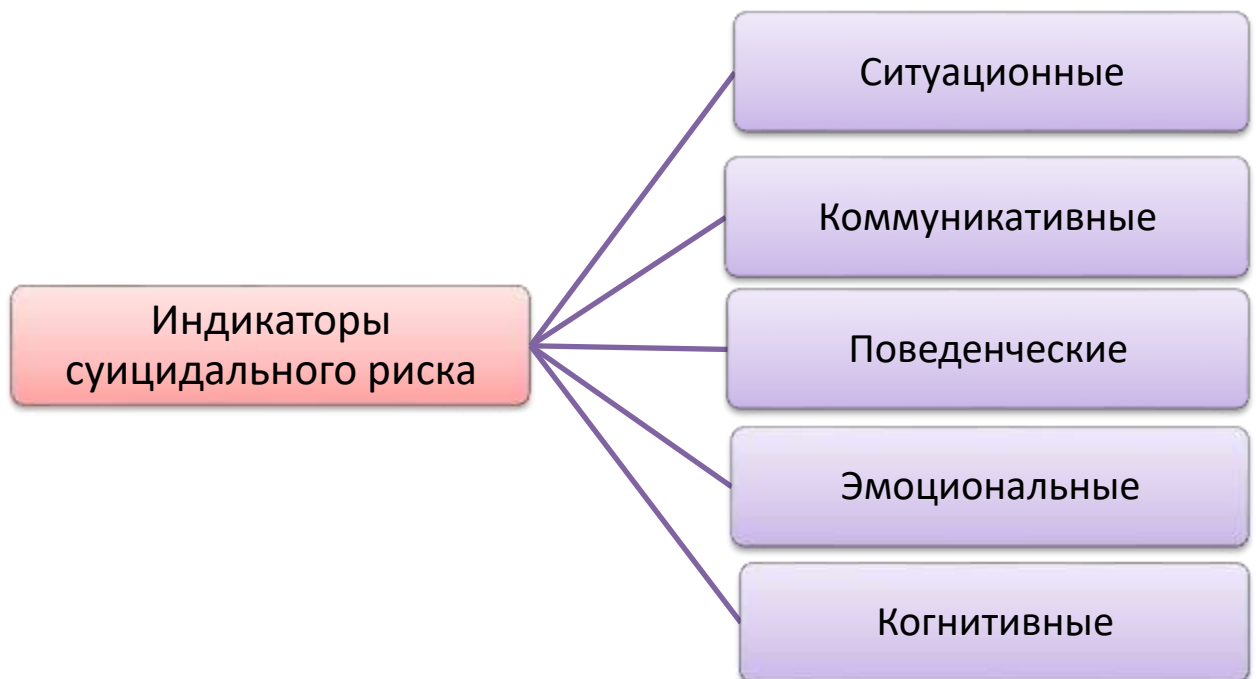 Ситуационные
Коммуникативные
Индикаторы
суицидального риска
Поведенческие
Эмоциональные
Когнитивные